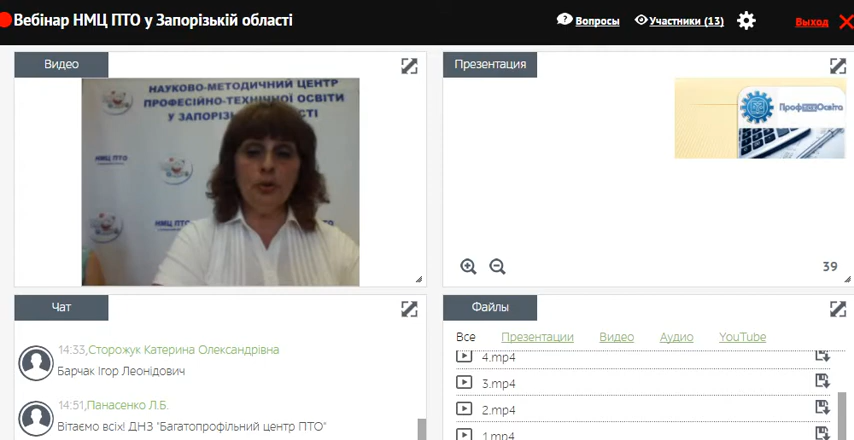 Вебінар НМЦ ПТО у Запорізькій області
Вопросы
Участники (13)
Выход
Видео
НАУКОВО-МЕТОДИЧНИЙ ЦЕНТР
ПРОФЕСІЙНО-ТЕХНІЧНОЇ ОСВІТИ
У ЗАПОРІЗЬКІЙ ОБЛАСТІ
НМЦ ПТО
НМЦ ПТО
Презентация
39
Чат
14:33,Сторожук Катерина Олександрівна
Барчак Ігор Леонідович
14:51,Панасенко Л.Б.
Вітаємо всіх! ДНЗ "Багатопрофільний центр ПТО"
Файлы
Все Презентации Видео Аудио YouTube
4.mp4
3.mp4
2.mp4
1.mp4